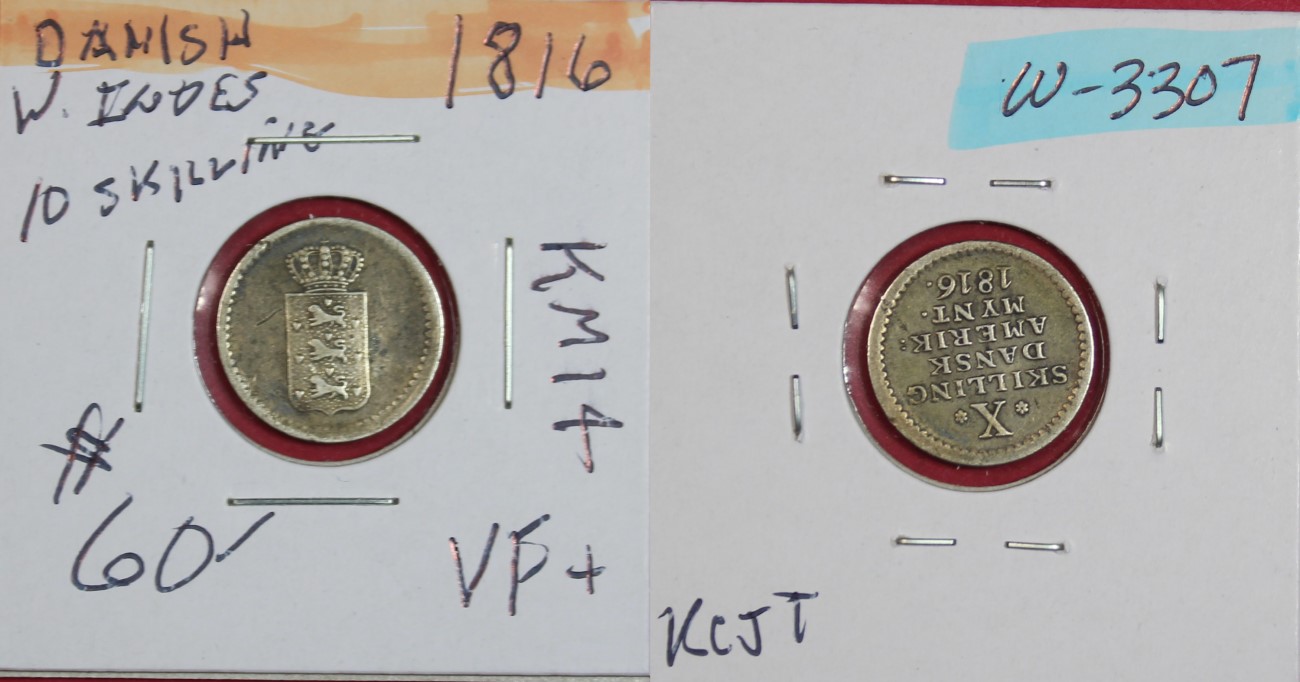 DANISH
1816
W. INDES
10 SKILLING
KM14
$
60-
VF+
W-3307
X
SKILLING
DANSK
AMERIK:
MYNT.
1816.
KCJT